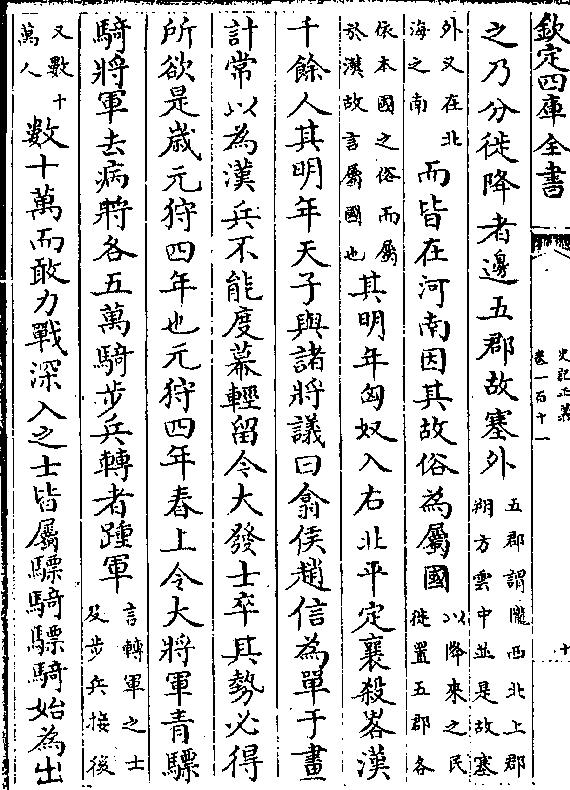 欽定四庫全書
史記正義
卷一百十一
十
之乃分徙降者邊五郡故塞外五郡謂隴西北上郡朔方雲中並是故塞
外又在北海之南而皆在河南因其故俗為屬國以降來之民徙置五郡各
依本國之俗而屬於漢故言屬國也其明年匈奴入右北平定襄殺畧漢
千餘人其明年天子與諸將議曰翕侯趙信為單于畫
計常以為漢兵不能度幕輕留今大發士卒其勢必得
所欲是歲元狩四年也元狩四年春上令大將軍青驃
騎將軍去病將各五萬騎步兵轉者踵軍言轉軍之士及步兵接後
又數十萬人數十萬而敢力戰深入之士皆屬驃騎驃騎始為出